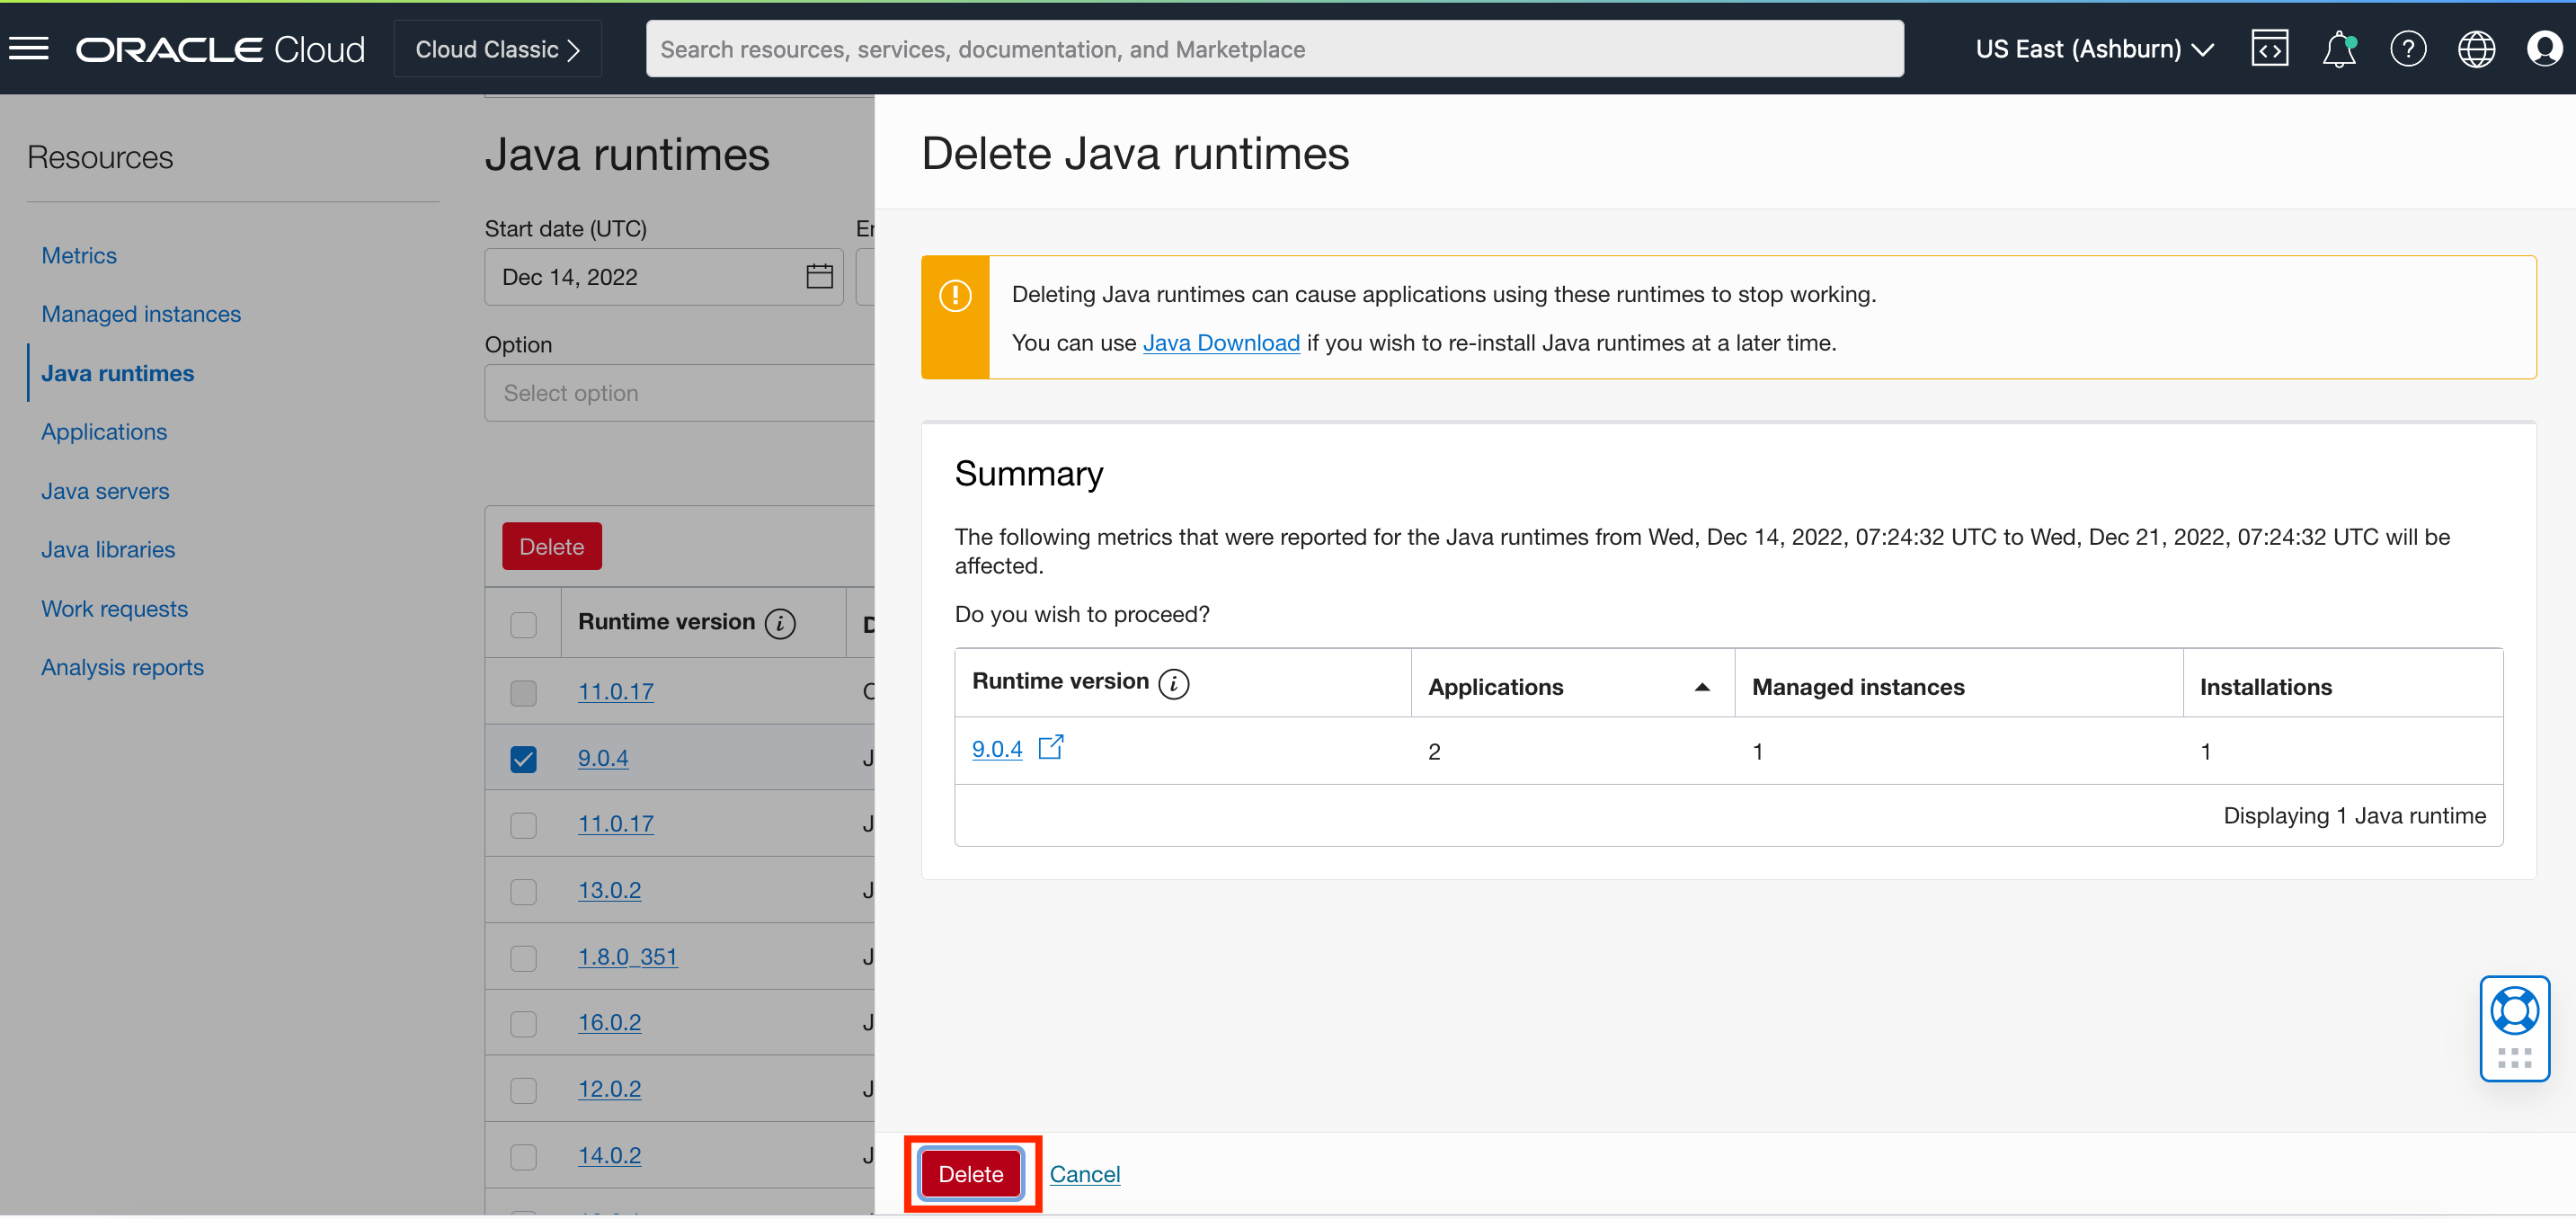 ORACLE Cloud
Cloud Classic
Search resources, services, documentation, and Marketplace
US East (Ashburn)
Resources
Metrics
Managed instances
Java runtimes
Applications
Java servers
Java libraries
Work requests
Analysis reports
Java runtimes
Start date (UTC)
Dec 14, 2022
Option
Select option
Delete
Runtime version
11.0.17
9.0.4
11.0.17
13.0.2
1.8.0_351
16.0.2
12.0.2
14.0.2
Delete Java runtimes
Deleting Java runtimes can cause applications using these runtimes to stop working.
You can use Java Download if you wish to re-install Java runtimes at a later time.
Summary
The following metrics that were reported for the Java runtimes from Wed, Dec 14, 2022, 07:24:32 UTC to Wed, Dec 21, 2022, 07:24:32 UTC will be
affected.
Do you wish to proceed?
Runtime version Applications Managed instances Installations
9.0.4 2 1 1
Displaying 1 Java runtime
Delete Cancel